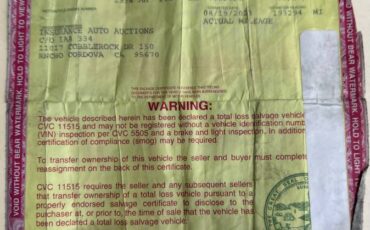 04/15/2021
193294 MI
ACTUAL MILEAGE
INSURANCE AUTO AUCTIONS
C/O IAA 534
11017 COBBLEROCK DR 150
RNCHO CORDOVA CA 95670
WARNING:
The vehicle described herein has been declared a total loss salvage vehicle
CVC 11515 and may not be registered without a vehicle identification number
(VIN) inspection per CVC 5505 and a brake and light inspection. In addition
certification of compliance (smog) may be required.
To transfer ownership of this vehicle the seller and buyer must complete
reassignment on the back of this certificate.
CVC 11515 requires the seller and any subsequent sellers
that transfer ownership of a total loss vehicle pursuant to a
properly endorsed salvage certificate to disclose to the
purchaser at, or prior to, the time of sale that the vehicle has
been declared a total loss salvage vehicle.
VOID WITHOUT BEAR WATERMARK. HOLD TO LIGHT TO VIEW
VOID WITHOUT BEAR WATERMARK. HOLD TO LIGHT TO VIEW